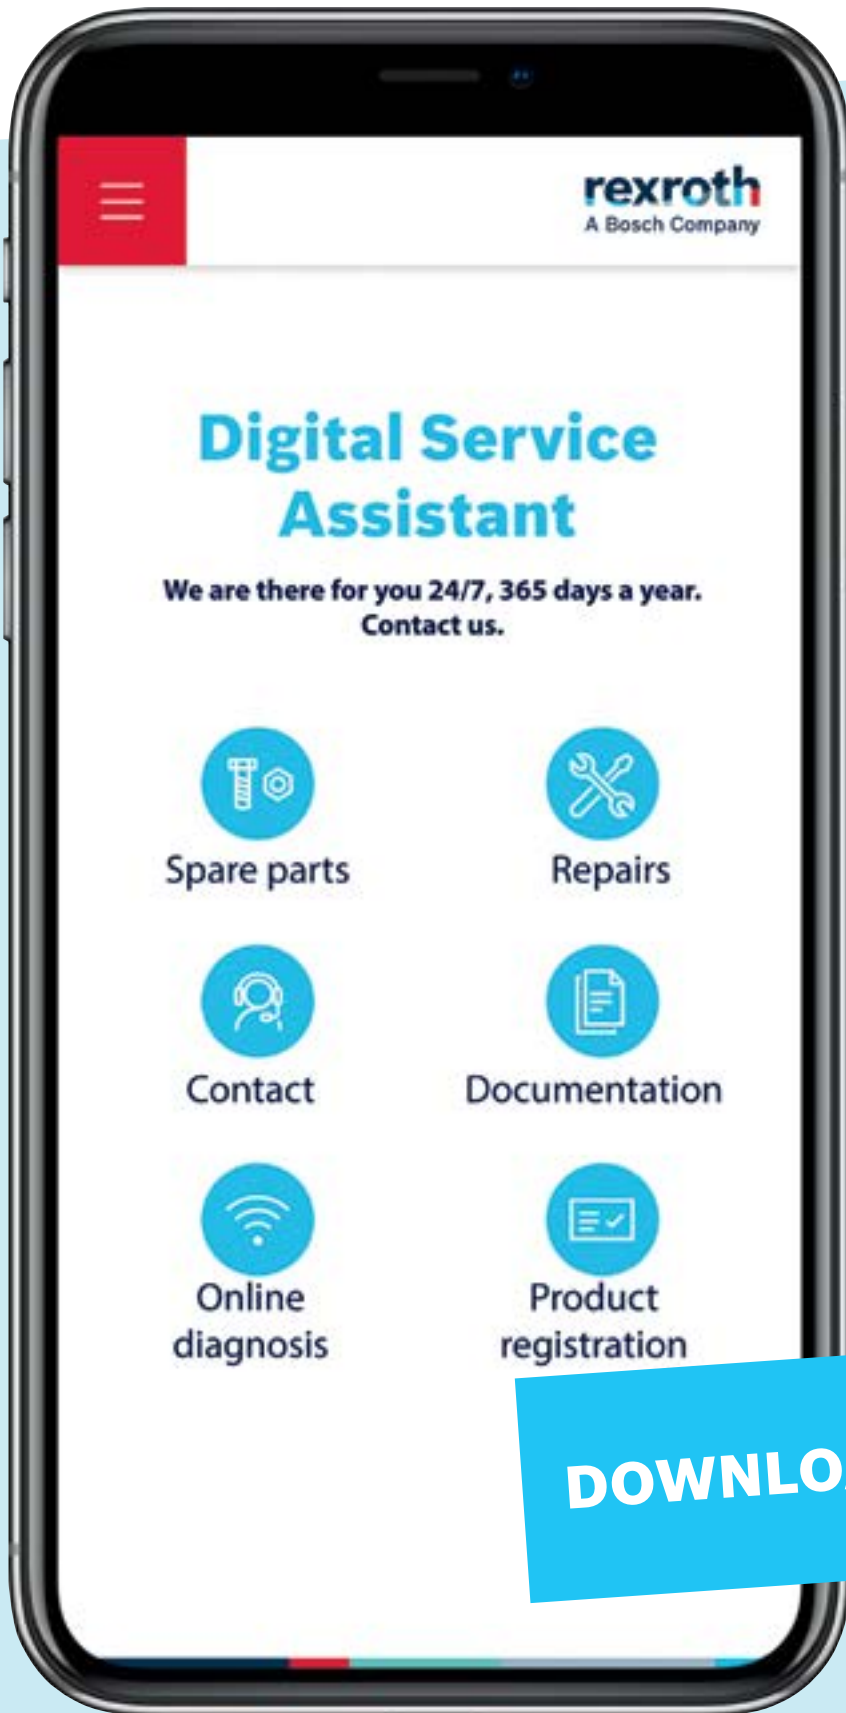 rexroth
A Bosch Company
Digital Service
Assistant
We are there for you 24/7, 365 days a year.
Contact us.
Spare parts
Repairs
Contact
Documentation
Online
diagnosis
Product
registration